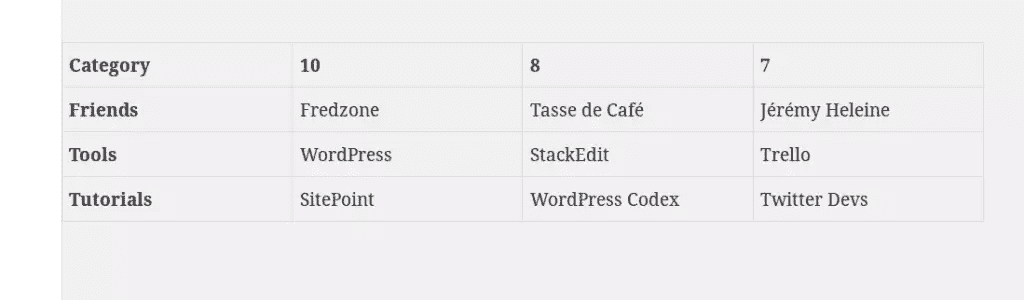 Category 10 8 7
Friends Fredzone Tasse de Café Jérémy Heleine
Tools WordPress StackEdit Trello
Tutorials SitePoint WordPress Codex Twitter Devs